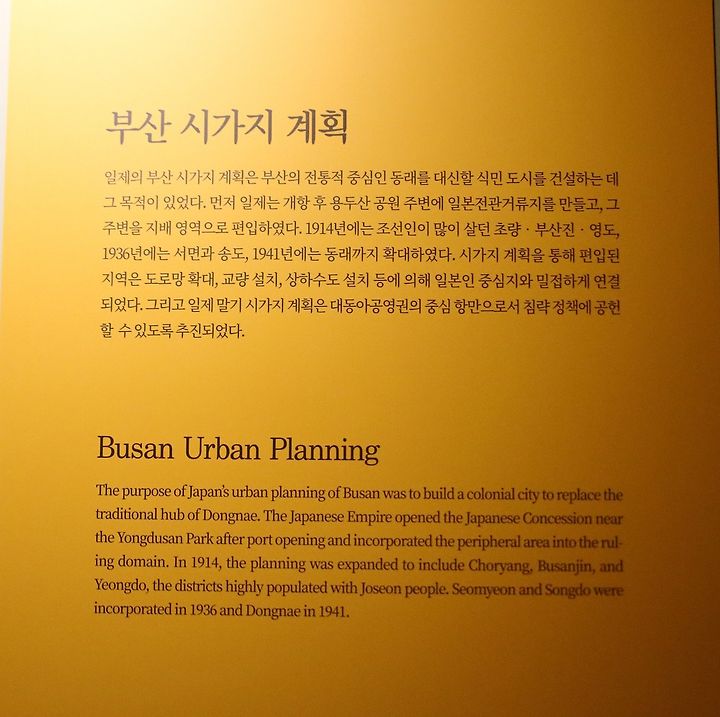 부산 시가지 계획
일제의 부산 시가지 계획은 부산의 전통적 중심인 동래를 대신할 식민 도시를 건설하는 데
그 목적이 있었다. 먼저 일제는 개항 후 용두산 공원 주변에 일본전관거류지를 만들고, 그
주변을 지배 영역으로 편입하였다. 1914년에는 조선인이 많이 살던 초량 · 부산진 · 영도,
1936년에는 서면과 송도, 1941년에는 동래까지 확대하였다. 시가지 계획을 통해 편입된
지역은 도로망 확대, 교량 설치, 상하수도 설치 등에 의해 일본인 중심지와 밀접하게 연결
되었다. 그리고 일제 말기 시가지 계획은 대동아공영권의 중심 항만으로서 침략 정책에 공헌
할 수 있도록 추진되었다.
Busan Urban Planning
The purpose of Japan's urban planning of Busan was to build a colonial city to replace the
traditional hub of Dongnae. The Japanese Empire opened the Japanese Concession near
the Yongdusan Park after port opening and incorporated the peripheral area into the rul-
ing domain. In 1914, the planning was expanded to include Choryang, Busanjin, and
Yeongdo, the districts highly populated with Joseon people. Seomyeon and Songdo were
incorporated in 1936 and Dongnae in 1941.